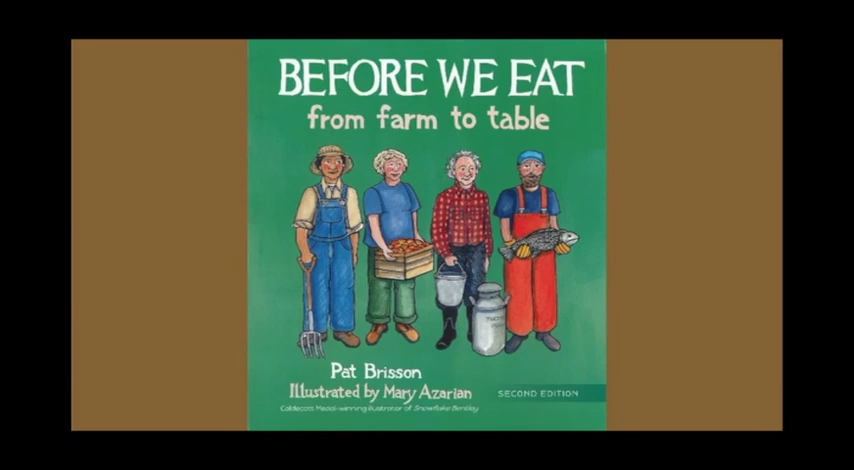 BEFORE WE EAT
from farm to table
Pat Brisson
Illustrated by Mary Azarian
SECOND EDITION
Caldecott Medal-winning illustrator of Snowflake Bentley